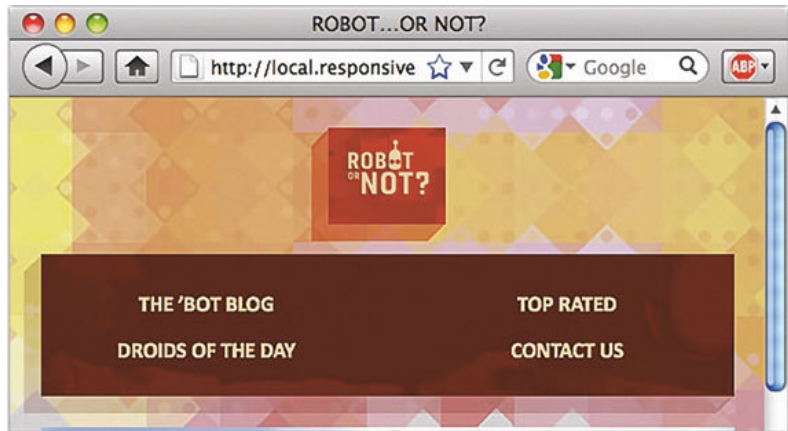 ROBOT...OR NOT?
http://local.responsive
Google
ABP
ROBOT
OR NOT?
THE ’BOT BLOG
TOP RATED
DROIDS OF THE DAY
CONTACT US